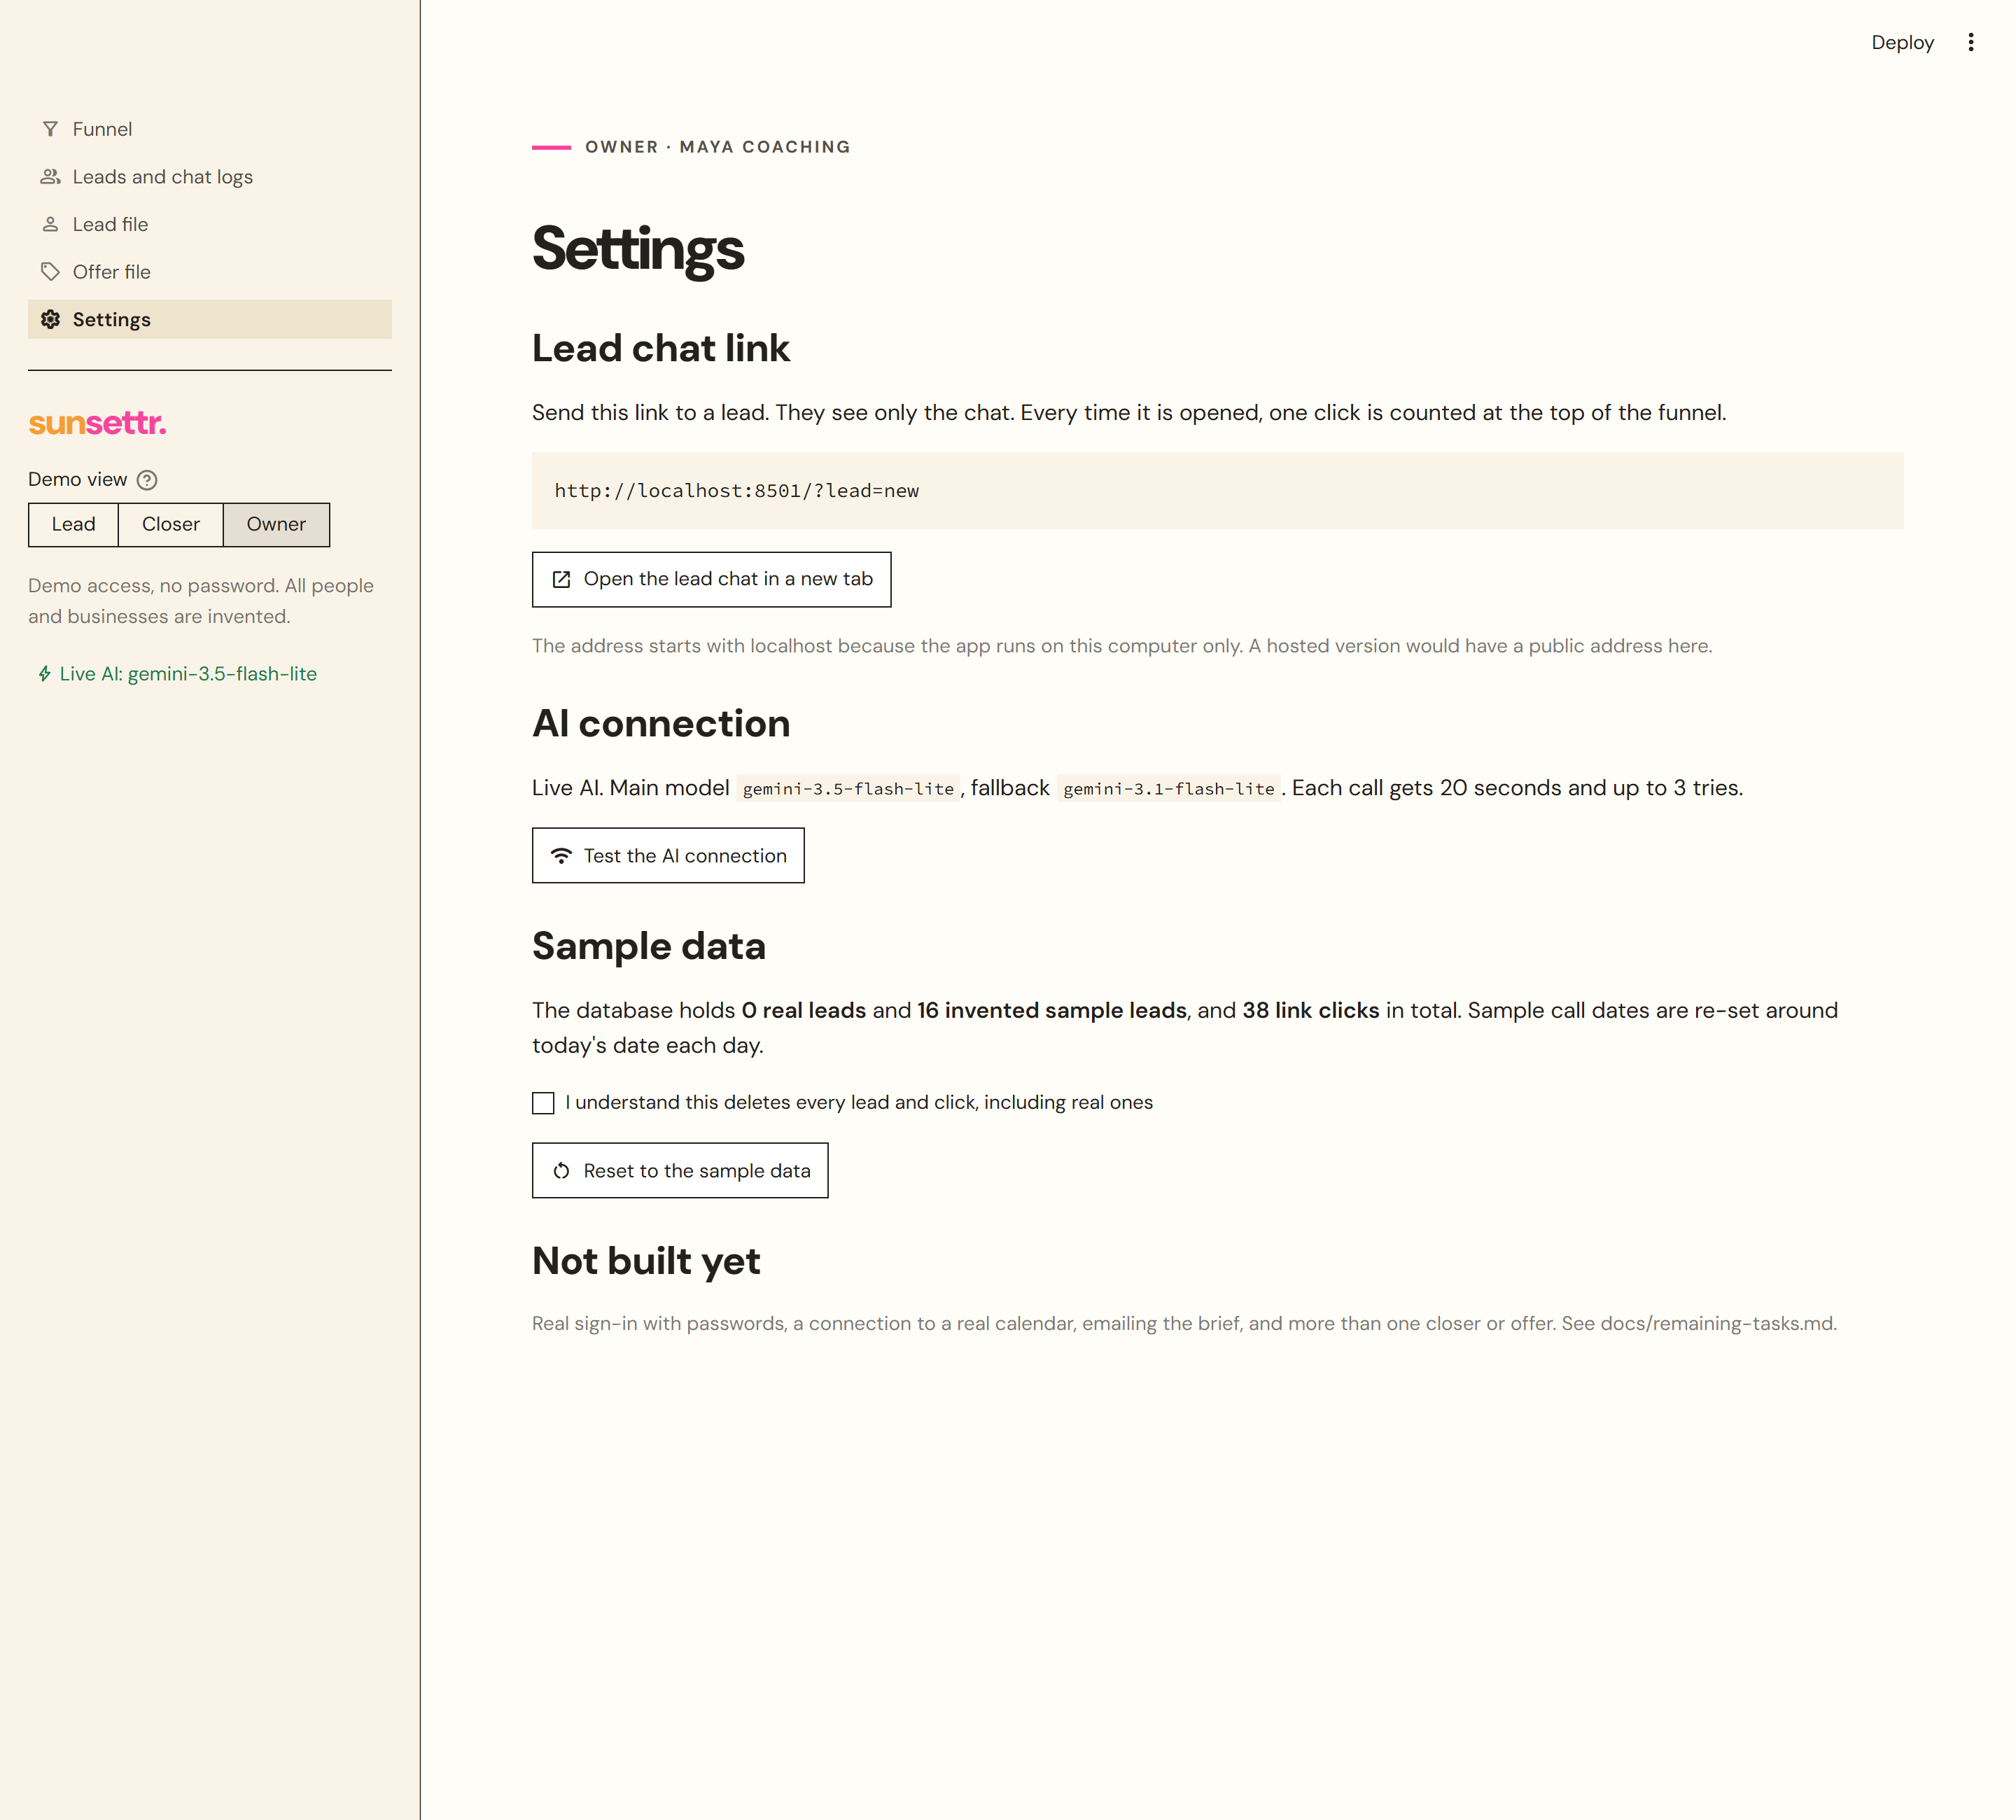 Deploy
Funnel
Leads and chat logs
Lead file
Offer file
Settings
sunsettr.
Demo view
Lead
Closer
Owner
Demo access, no password. All people
and businesses are invented.
Live AI: gemini-3.5-flash-lite
OWNER · MAYA COACHING
Settings
Lead chat link
Send this link to a lead. They see only the chat. Every time it is opened, one click is counted at the top of the funnel.
http://localhost:8501/?lead=new
Open the lead chat in a new tab
The address starts with localhost because the app runs on this computer only. A hosted version would have a public address here.
AI connection
Live AI. Main model gemini-3.5-flash-lite, fallback gemini-3.1-flash-lite. Each call gets 20 seconds and up to 3 tries.
Test the AI connection
Sample data
The database holds 0 real leads and 16 invented sample leads, and 38 link clicks in total. Sample call dates are re-set around
today's date each day.
I understand this deletes every lead and click, including real ones
Reset to the sample data
Not built yet
Real sign-in with passwords, a connection to a real calendar, emailing the brief, and more than one closer or offer. See docs/remaining-tasks.md.